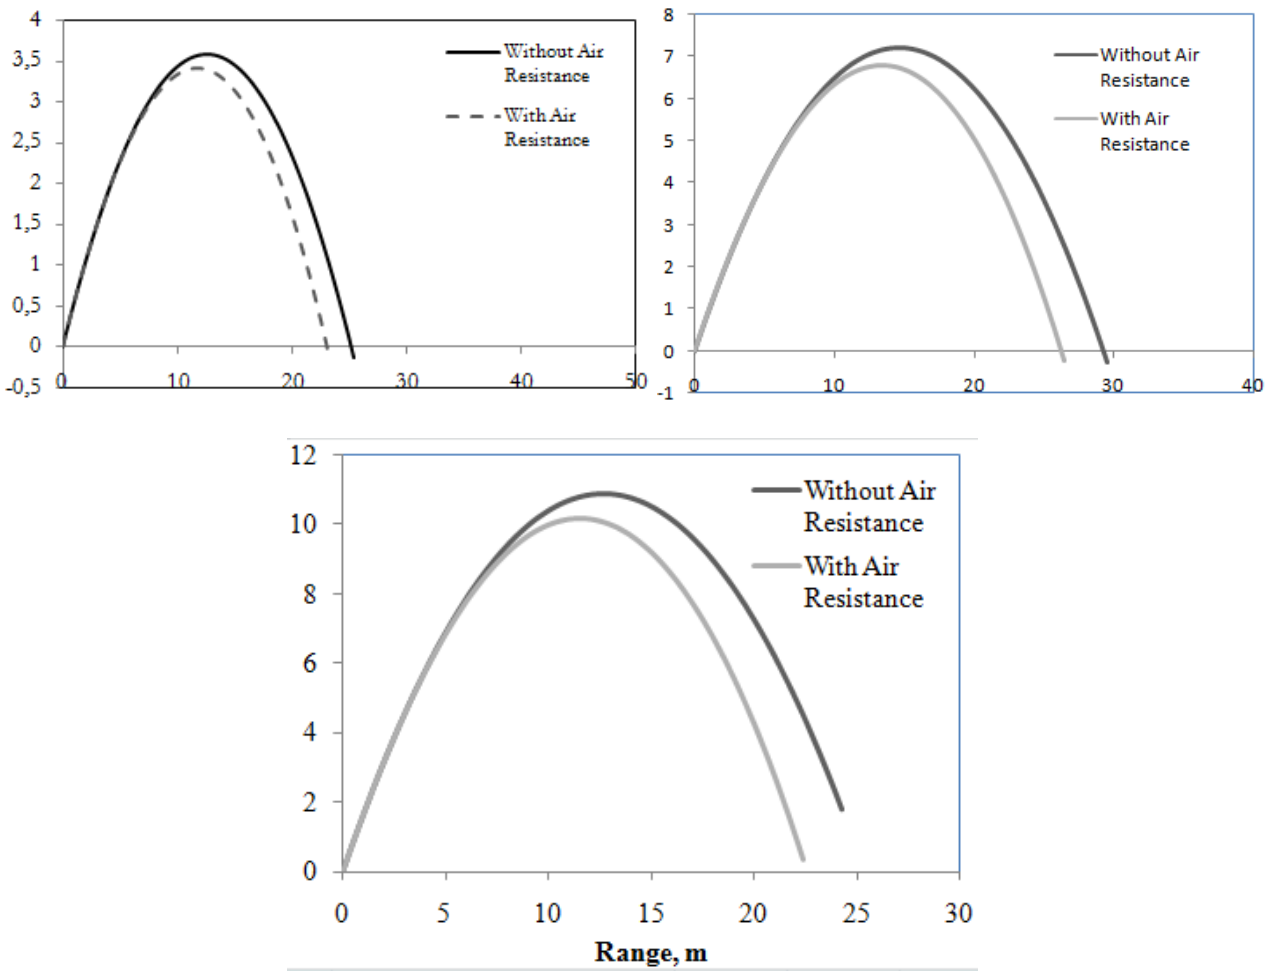 4
3,5
3
2,5
2
1,5
1
0,5
0
-0,5
0 10 20 30 40 50
Without Air
Resistance
With Air
Resistance
8
7
6
5
4
3
2
1
0
-1
0 10 20 30 40
Without Air
Resistance
With Air
Resistance
12
10
8
6
4
2
0
0 5 10 15 20 25 30
Without Air
Resistance
With Air
Resistance
Range, m